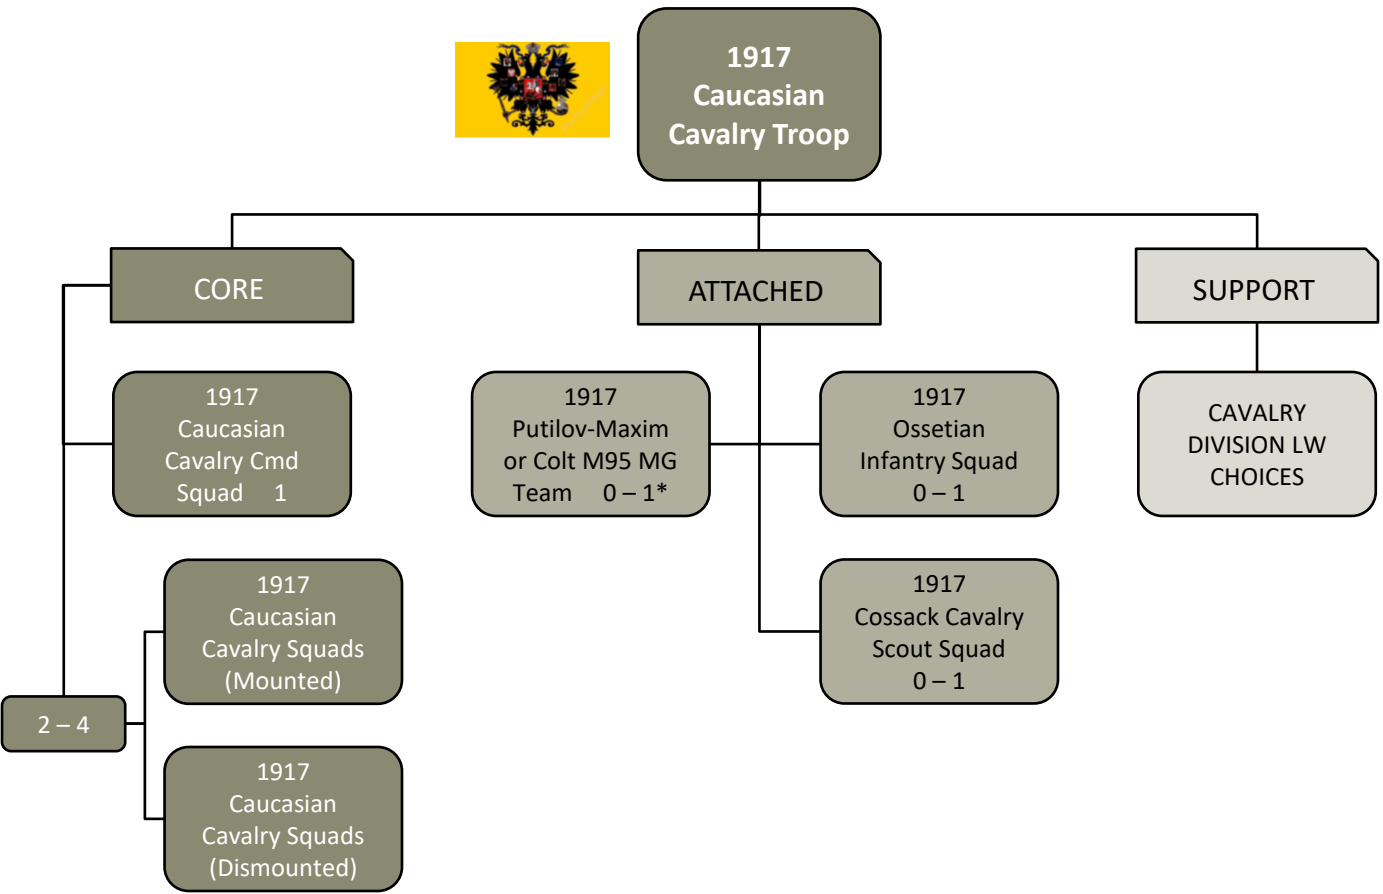 1917
Caucasian
Cavalry Troop
CORE
ATTACHED
SUPPORT
1917
Caucasian
Cavalry Cmd
Squad 1
1917
Putilov-Maxim
or Colt M95 MG
Team 0 – 1*
1917
Ossetian
Infantry Squad
0 – 1
CAVALRY
DIVISION LW
CHOICES
1917
Caucasian
Cavalry Squads
(Mounted)
1917
Cossack Cavalry
Scout Squad
0 – 1
2 – 4
1917
Caucasian
Cavalry Squads
(Dismounted)